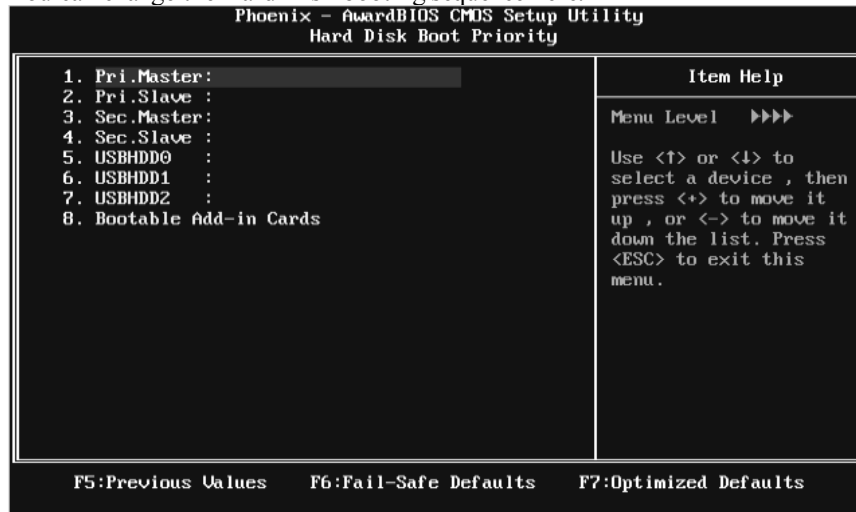 Phoenix – AwardBIOS CMOS Setup Utility
Hard Disk Boot Priority
1. Pri.Master:
2. Pri.Slave :
3. Sec.Master:
4. Sec.Slave :
5. USBHDD0 :
6. USBHDD1 :
7. USBHDD2 :
8. Bootable Add-in Cards
Item Help
Menu Level ▶▶▶▶
Use <↑> or <↓> to
select a device , then
press <+> to move it
up , or <-> to move it
down the list. Press
<ESC> to exit this
menu.
F5:Previous Values F6:Fail-Safe Defaults F7:Optimized Defaults